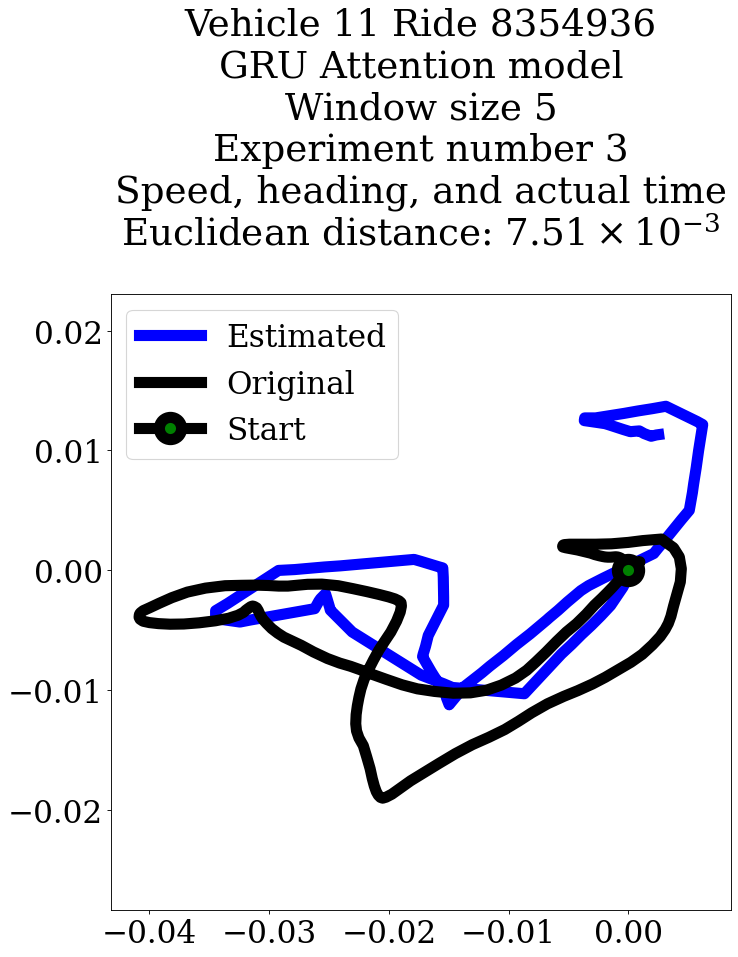 Vehicle 11 Ride 8354936
GRU Attention model
Window size 5
Experiment number 3
Speed, heading, and actual time
Euclidean distance: 7.51 × 10⁻³
Estimated
Original
Start
0.02
0.01
0.00
−0.01
−0.02
−0.04 −0.03 −0.02 −0.01 0.00